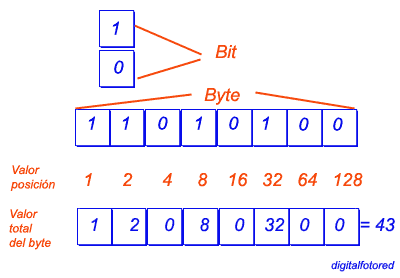 1
0
Bit
Byte
1 1 0 1 0 1 0 0
Valor posición 1 2 4 8 16 32 64 128
Valor total del byte 1 2 0 8 0 32 0 0 = 43
digitalfotored